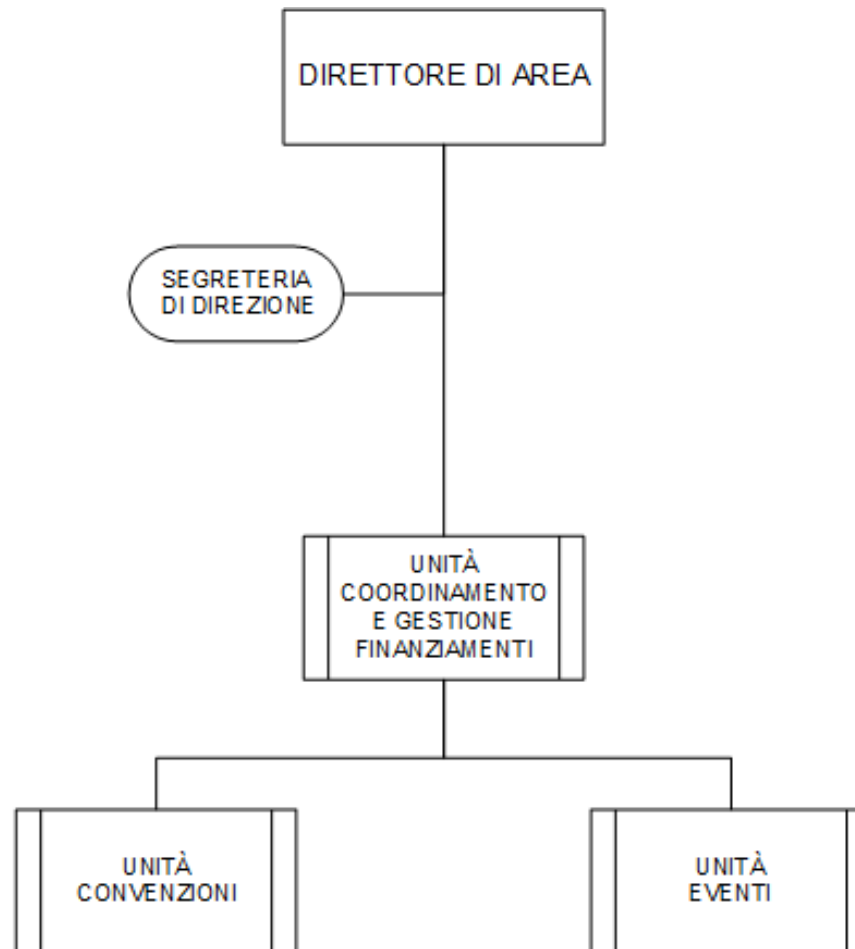 DIRETTORE DI AREA
SEGRETERIA
DI DIREZIONE
UNITÀ
COORDINAMENTO
E GESTIONE
FINANZIAMENTI
UNITÀ
CONVENZIONI
UNITÀ
EVENTI